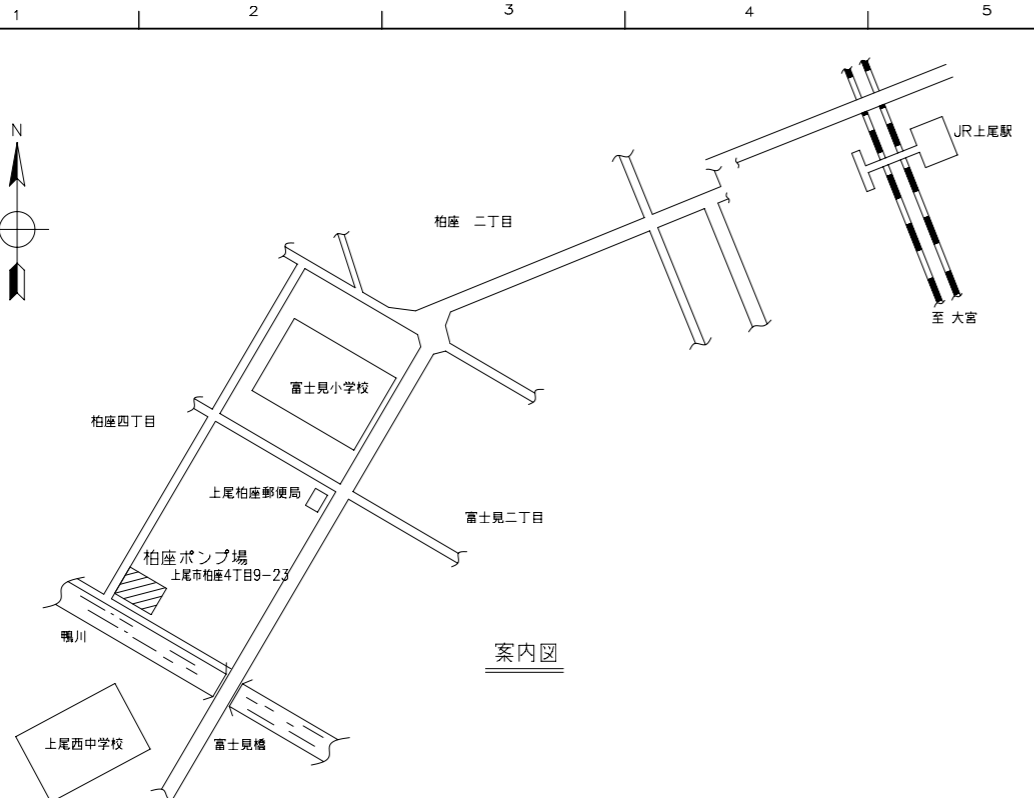 1 2 3 4 5
N
JR上尾駅
柏座 二丁目
至 大宮
富士見小学校
柏座四丁目
上尾柏座郵便局
富士見二丁目
柏座ポンプ場
上尾市柏座4丁目9-23
鴨川
案内図
上尾西中学校
富士見橋